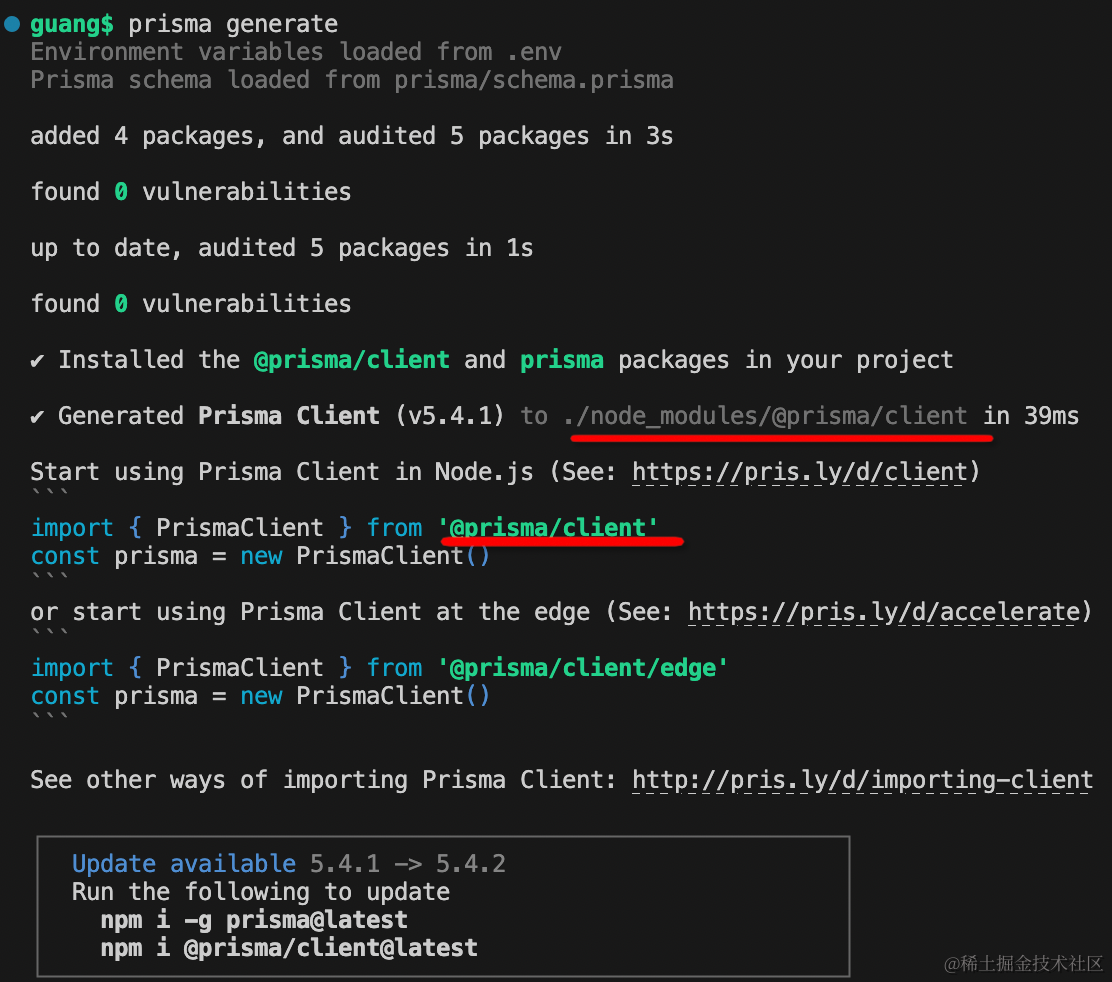 guang$ prisma generate
Environment variables loaded from .env
Prisma schema loaded from prisma/schema.prisma
added 4 packages, and audited 5 packages in 3s
found 0 vulnerabilities
up to date, audited 5 packages in 1s
found 0 vulnerabilities
✔ Installed the @prisma/client and prisma packages in your project
✔ Generated Prisma Client (v5.4.1) to ./node_modules/@prisma/client in 39ms
Start using Prisma Client in Node.js (See: https://pris.ly/d/client)
```
import { PrismaClient } from '@prisma/client'
const prisma = new PrismaClient()
```
or start using Prisma Client at the edge (See: https://pris.ly/d/accelerate)
```
import { PrismaClient } from '@prisma/client/edge'
const prisma = new PrismaClient()
```
See other ways of importing Prisma Client: http://pris.ly/d/importing-client
Update available 5.4.1 -> 5.4.2
Run the following to update
npm i -g prisma@latest
npm i @prisma/client@latest
@稀土掘金技术社区